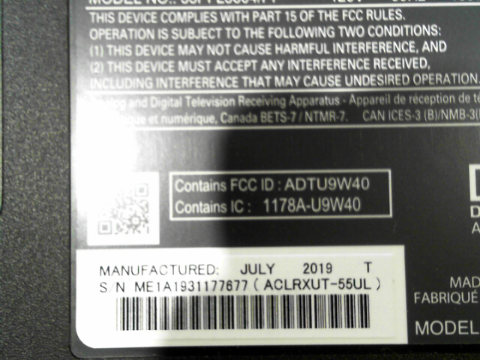 MODEL NO.:
THIS DEVICE COMPLIES WITH PART 15 OF THE FCC RULES.
OPERATION IS SUBJECT TO THE FOLLOWING TWO CONDITIONS:
(1) THIS DEVICE MAY NOT CAUSE HARMFUL INTERFERENCE, AND
(2) THIS DEVICE MUST ACCEPT ANY INTERFERENCE RECEIVED,
INCLUDING INTERFERENCE THAT MAY CAUSE UNDESIRED OPERATION.
and Digital Television Receiving Apparatus - Appareil de réception de
et numérique, Canada BETS-7 / NTMR-7. CAN ICES-3 (B)/NMB-3(
Contains FCC ID : ADTU9W40
Contains IC : 1178A-U9W40
MANUFACTURED: JULY 2019 T
S N ME1A1931177677 ( ACLRXUT-55UL )
MAD
FABRIQUÉ
MODEL